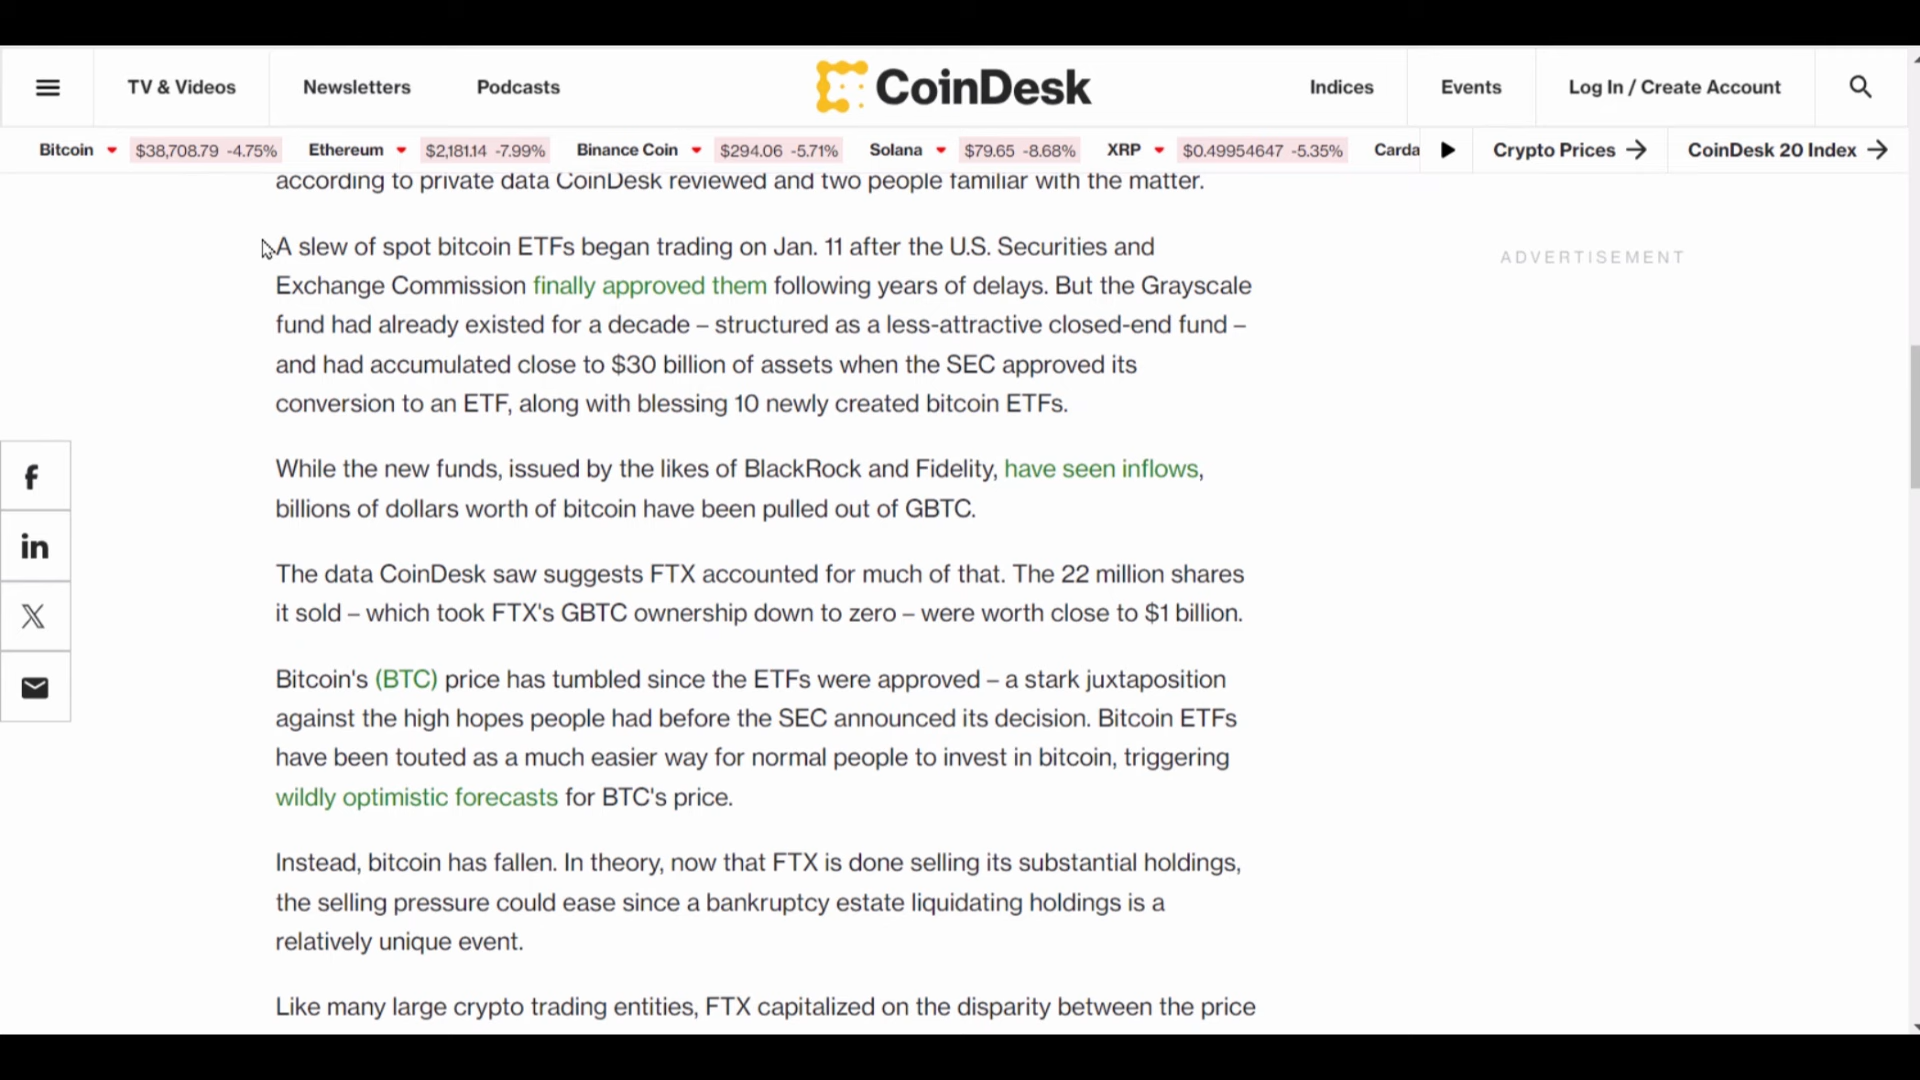 TV & Videos
Newsletters
Podcasts
CoinDesk
Indices
Events
Log In / Create Account
Bitcoin $38,708.79 -4.75% Ethereum $2,181.14 -7.99% Binance Coin $294.06 -5.71% Solana $79.65 -8.68% XRP $0.49954647 -5.35% Carda
Crypto Prices
CoinDesk 20 Index
according to private data CoinDesk reviewed and two people familiar with the matter.
A slew of spot bitcoin ETFs began trading on Jan. 11 after the U.S. Securities and
Exchange Commission finally approved them following years of delays. But the Grayscale
fund had already existed for a decade – structured as a less-attractive closed-end fund –
and had accumulated close to $30 billion of assets when the SEC approved its
conversion to an ETF, along with blessing 10 newly created bitcoin ETFs.
While the new funds, issued by the likes of BlackRock and Fidelity, have seen inflows,
billions of dollars worth of bitcoin have been pulled out of GBTC.
The data CoinDesk saw suggests FTX accounted for much of that. The 22 million shares
it sold – which took FTX's GBTC ownership down to zero – were worth close to $1 billion.
Bitcoin's (BTC) price has tumbled since the ETFs were approved – a stark juxtaposition
against the high hopes people had before the SEC announced its decision. Bitcoin ETFs
have been touted as a much easier way for normal people to invest in bitcoin, triggering
wildly optimistic forecasts for BTC's price.
Instead, bitcoin has fallen. In theory, now that FTX is done selling its substantial holdings,
the selling pressure could ease since a bankruptcy estate liquidating holdings is a
relatively unique event.
Like many large crypto trading entities, FTX capitalized on the disparity between the price
ADVERTISEMENT